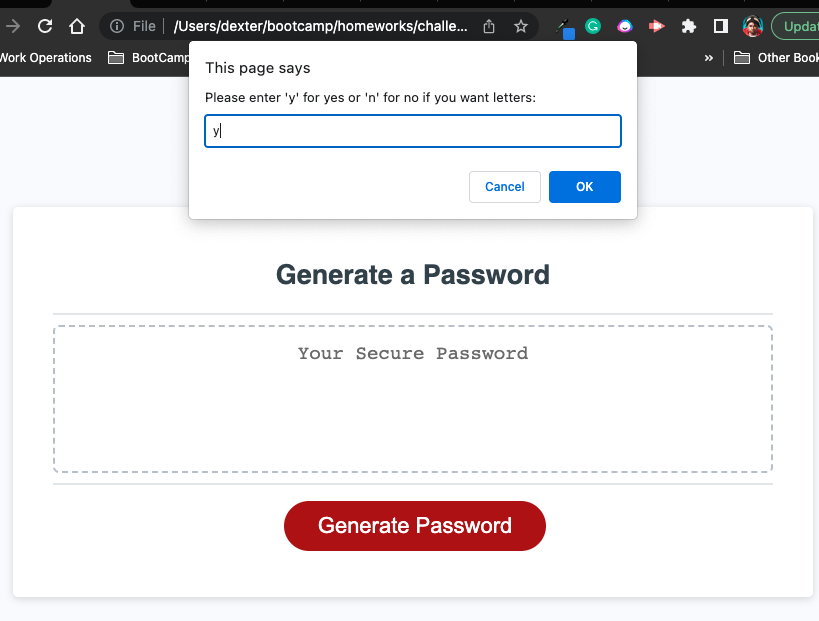 File /Users/dexter/bootcamp/homeworks/challe... Updat
Work Operations BootCamp » Other Book
This page says
Please enter 'y' for yes or 'n' for no if you want letters:
y
Cancel OK
Generate a Password
Your Secure Password
Generate Password